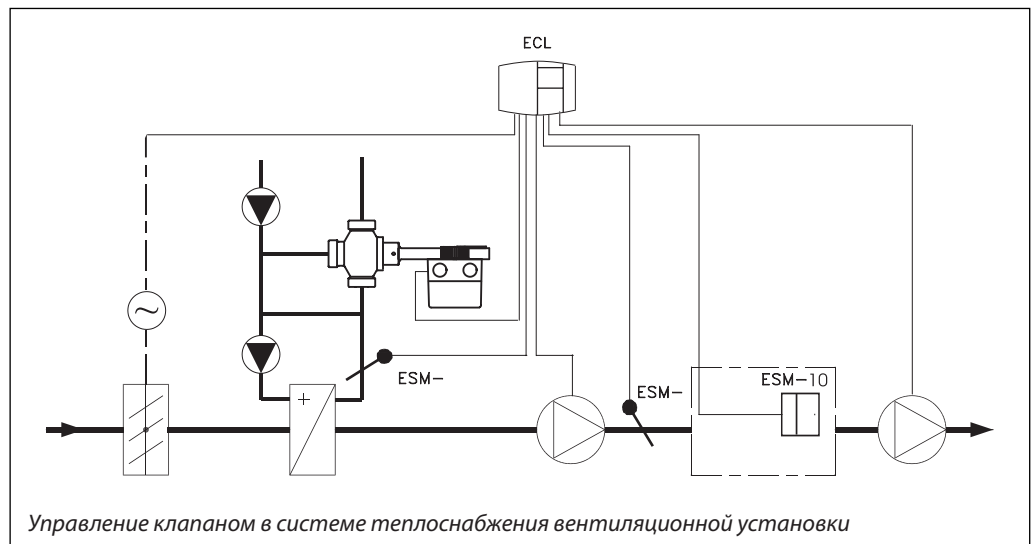 ECL
ESM-
ESM-
ESM-10
Управление клапаном в системе теплоснабжения вентиляционной установки